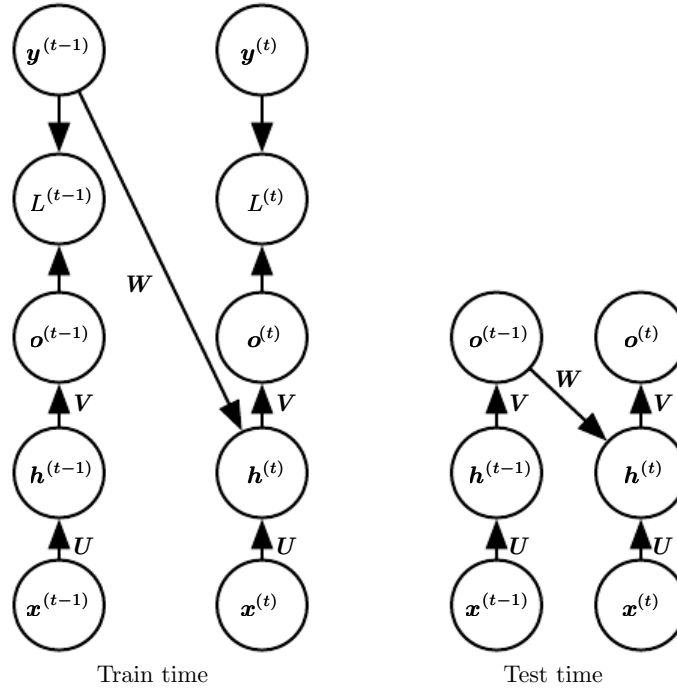 y^(t−1) y^(t)
L^(t−1) L^(t)
W
o^(t−1) o^(t) o^(t−1) o^(t)
W
V V V V
h^(t−1) h^(t) h^(t−1) h^(t)
U U U U
x^(t−1) x^(t) x^(t−1) x^(t)
Train time Test time